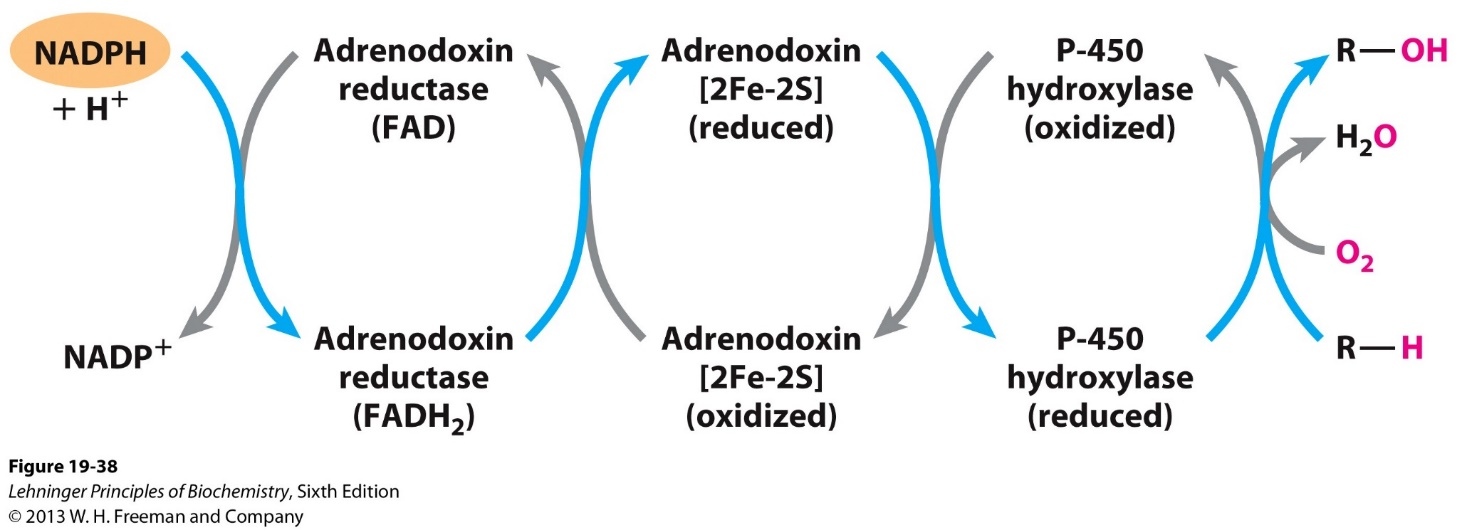 NADPH
+ H⁺
Adrenodoxin
reductase
(FAD)
Adrenodoxin
[2Fe-2S]
(reduced)
P-450
hydroxylase
(oxidized)
R—OH
H₂O
O₂
NADP⁺
Adrenodoxin
reductase
(FADH₂)
Adrenodoxin
[2Fe-2S]
(oxidized)
P-450
hydroxylase
(reduced)
R—H
Figure 19-38
Lehninger Principles of Biochemistry, Sixth Edition
© 2013 W. H. Freeman and Company